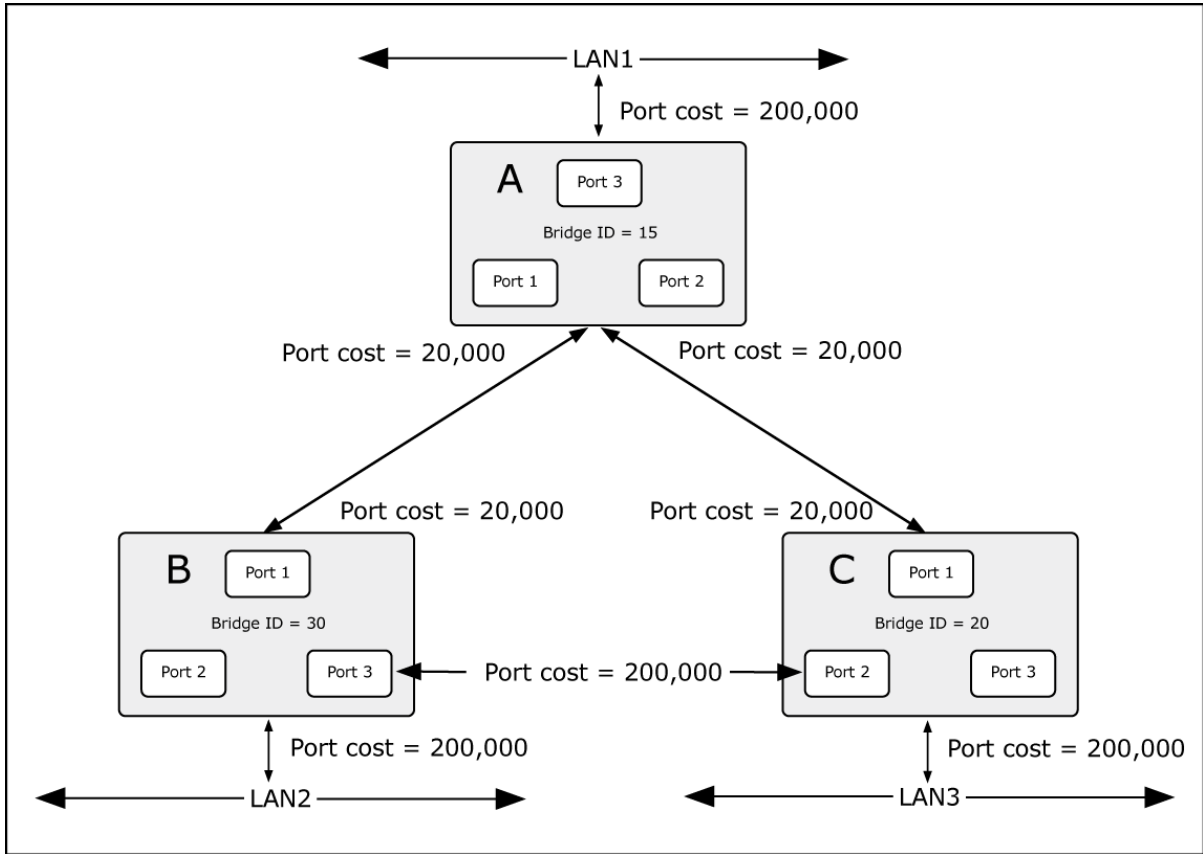 LAN1
Port cost = 200,000
A
Port 3
Bridge ID = 15
Port 1
Port 2
Port cost = 20,000
Port cost = 20,000
Port cost = 20,000
Port cost = 20,000
B
Port 1
Bridge ID = 30
Port 2
Port 3
C
Port 1
Bridge ID = 20
Port 2
Port 3
Port cost = 200,000
Port cost = 200,000
LAN2
Port cost = 200,000
LAN3